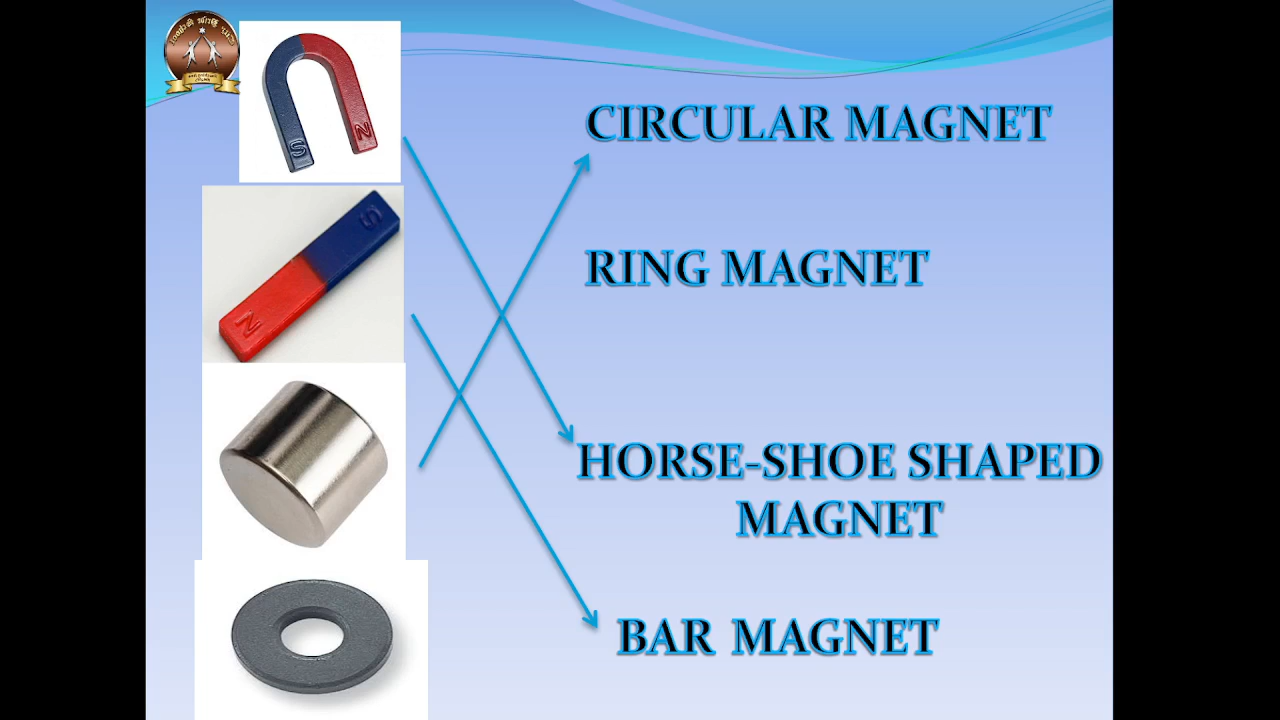 S
N
S
N
CIRCULAR MAGNET
RING MAGNET
HORSE-SHOE SHAPED
MAGNET
BAR MAGNET